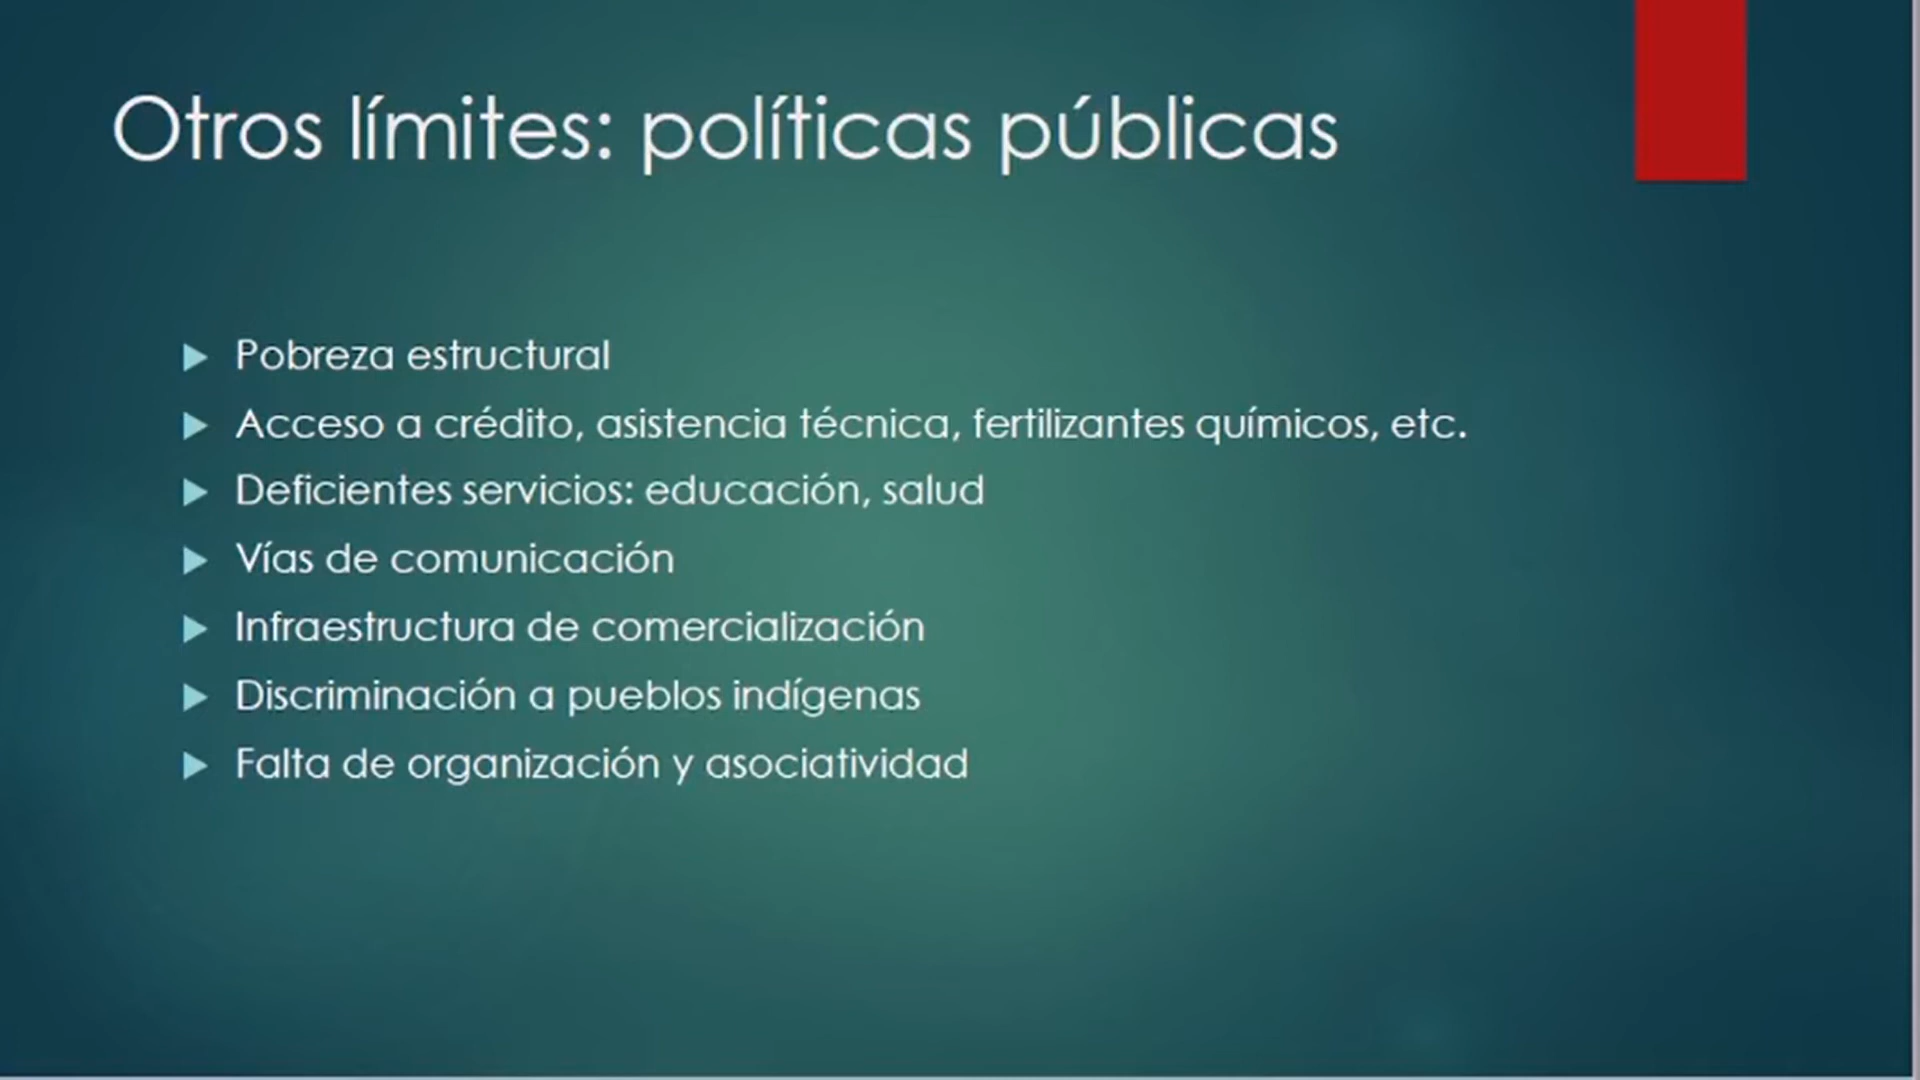 Otros límites: políticas públicas
Pobreza estructural
Acceso a crédito, asistencia técnica, fertilizantes químicos, etc.
Deficientes servicios: educación, salud
Vías de comunicación
Infraestructura de comercialización
Discriminación a pueblos indígenas
Falta de organización y asociatividad